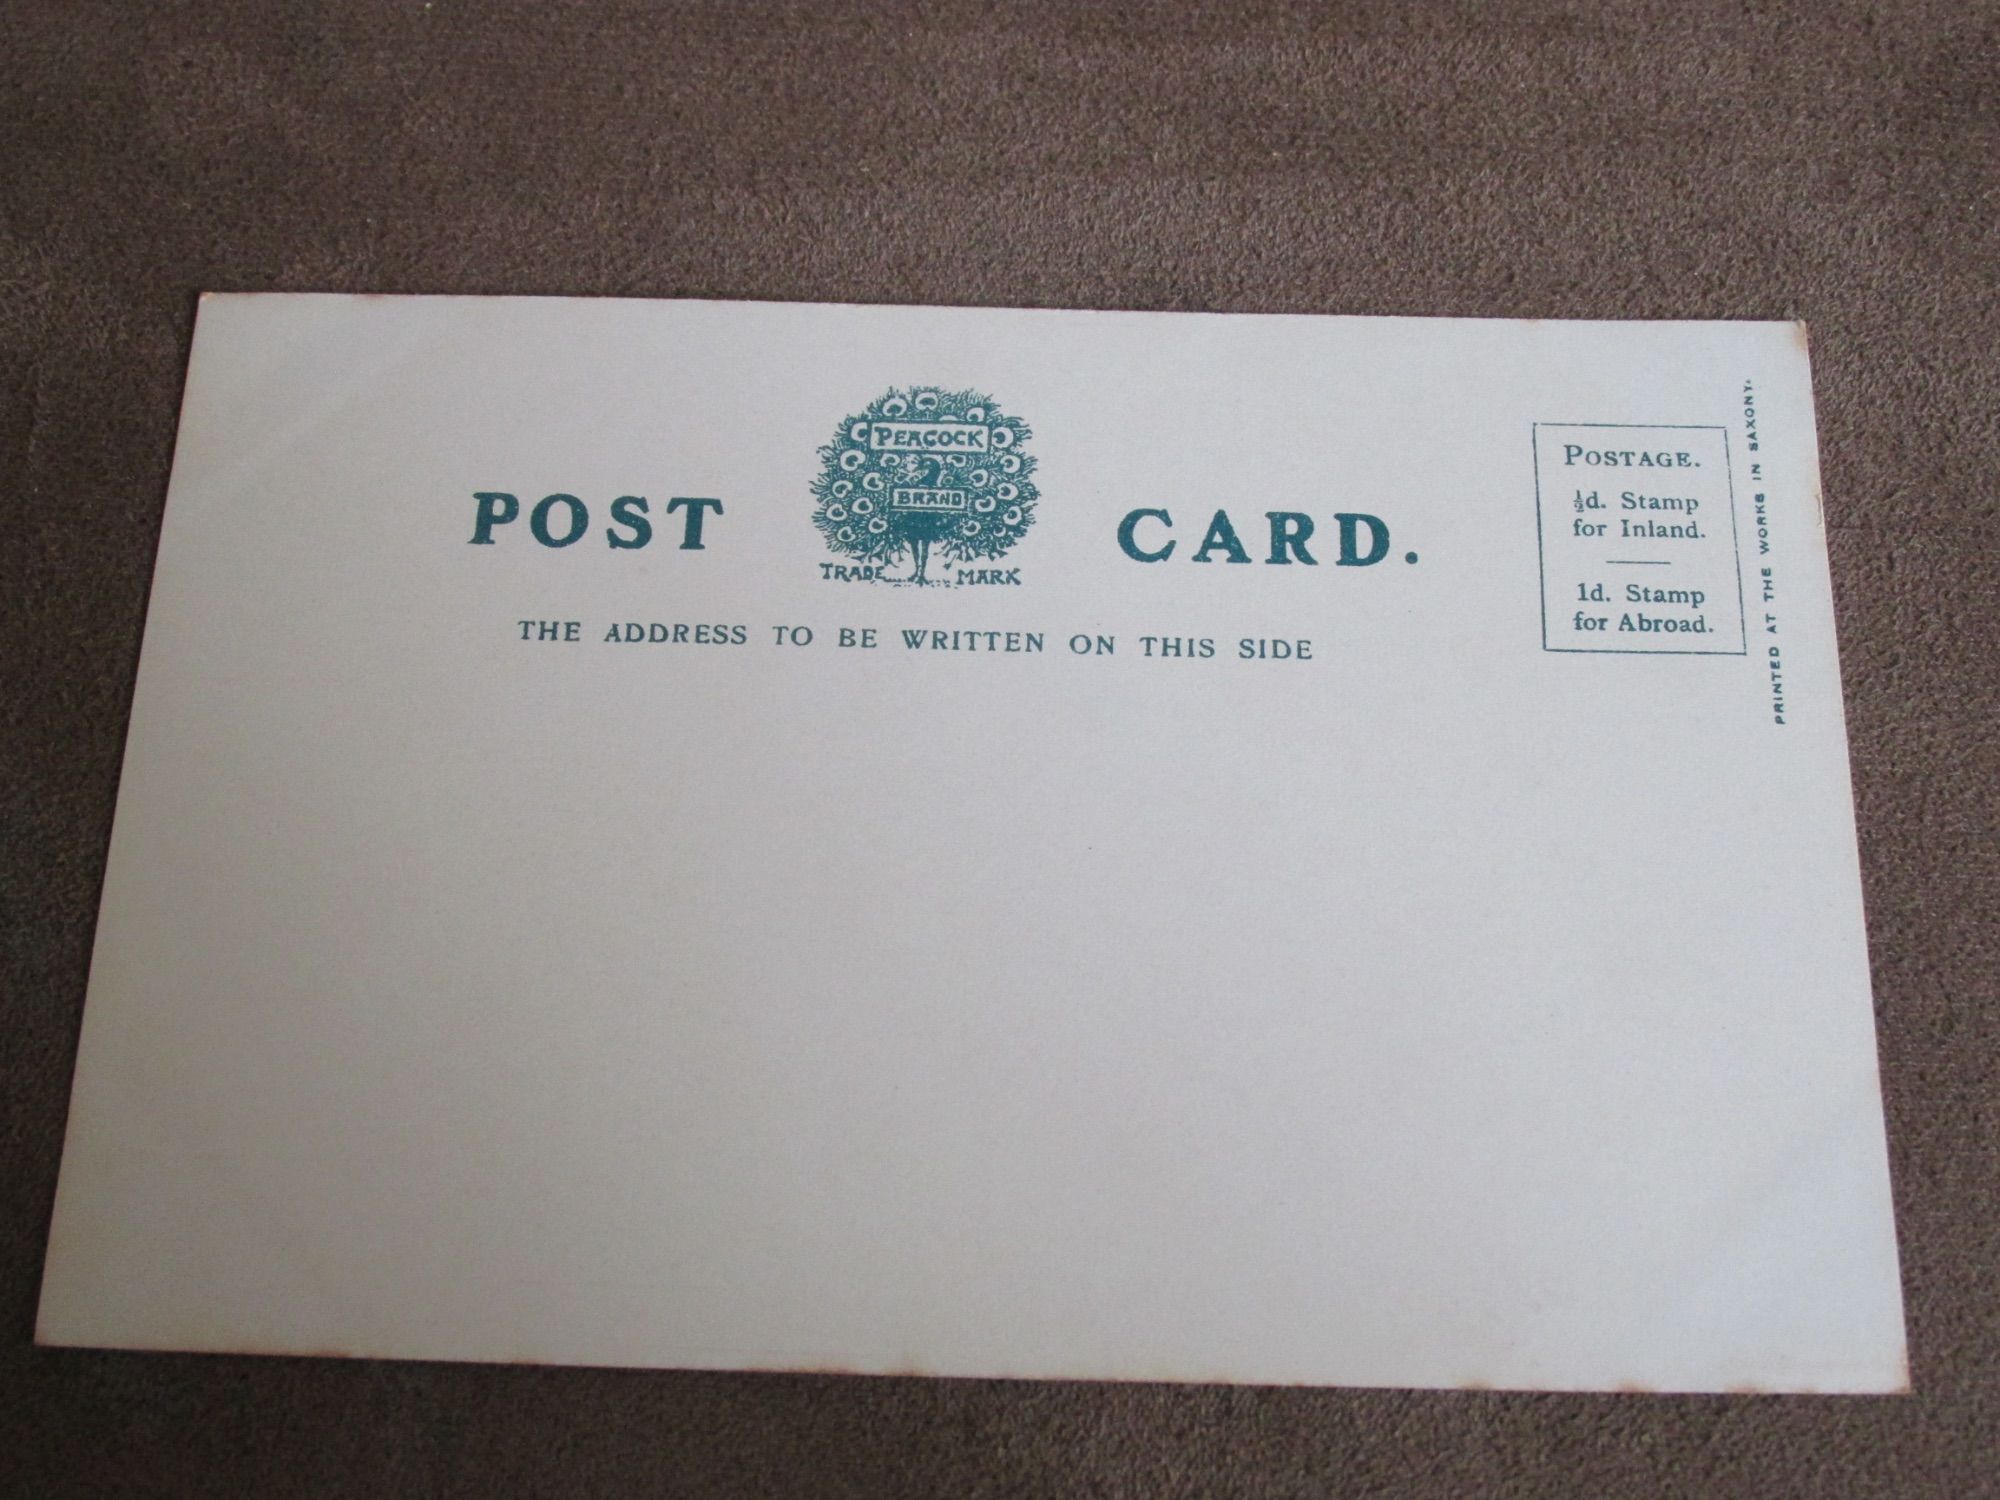 PEACOCK
BRAND
TRADE MARK
POST CARD.
THE ADDRESS TO BE WRITTEN ON THIS SIDE
POSTAGE.
½d. Stamp
for Inland.
1d. Stamp
for Abroad.
PRINTED AT THE WORKS IN SAXONY.